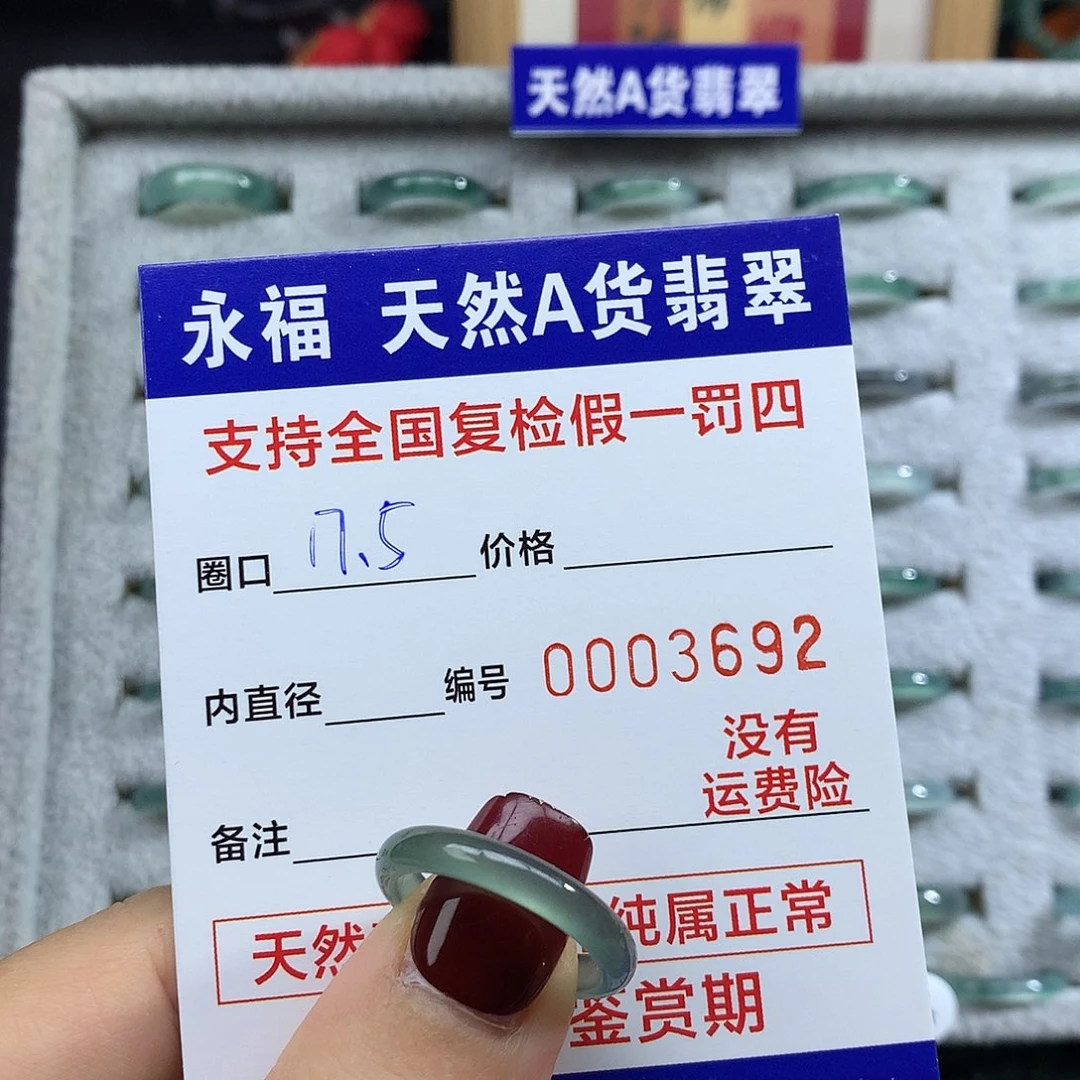 天然A货翡翠
永福 天然A货翡翠
支持全国复检假一罚四
圈口 17.5 价格
内直径 编号 0003692
没有
运费险
备注
天然 纯属正常
鉴赏期